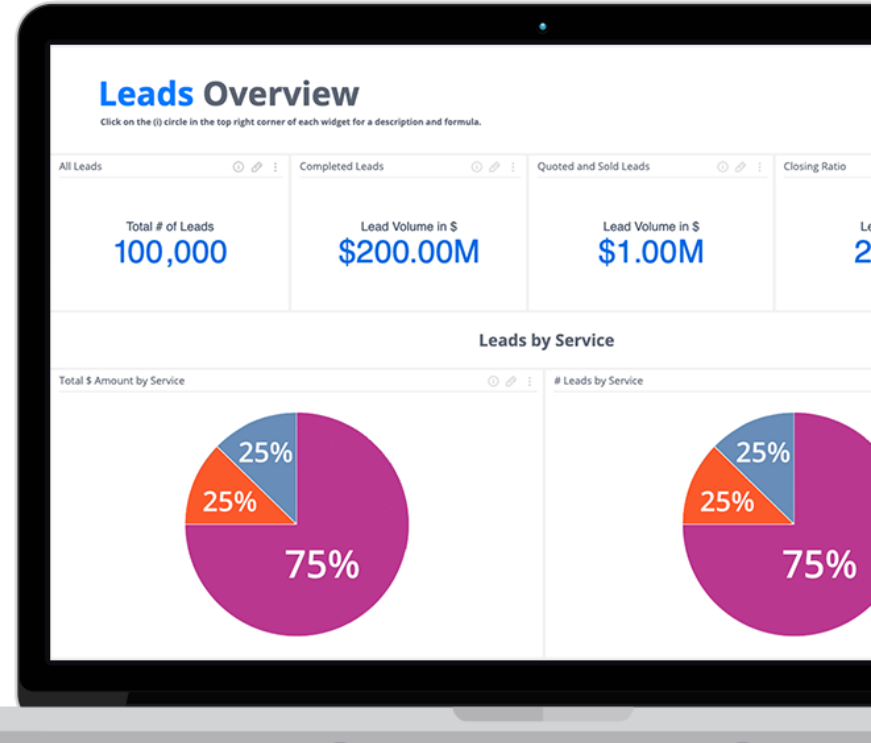 Leads Overview
Click on the (i) circle in the top right corner of each widget for a description and formula.
All Leads
Completed Leads
Quoted and Sold Leads
Closing Ratio
Total # of Leads
100,000
Lead Volume in $
$200.00M
Lead Volume in $
$1.00M
Le
2
Leads by Service
Total $ Amount by Service
# Leads by Service
25%
25%
75%
25%
25%
75%